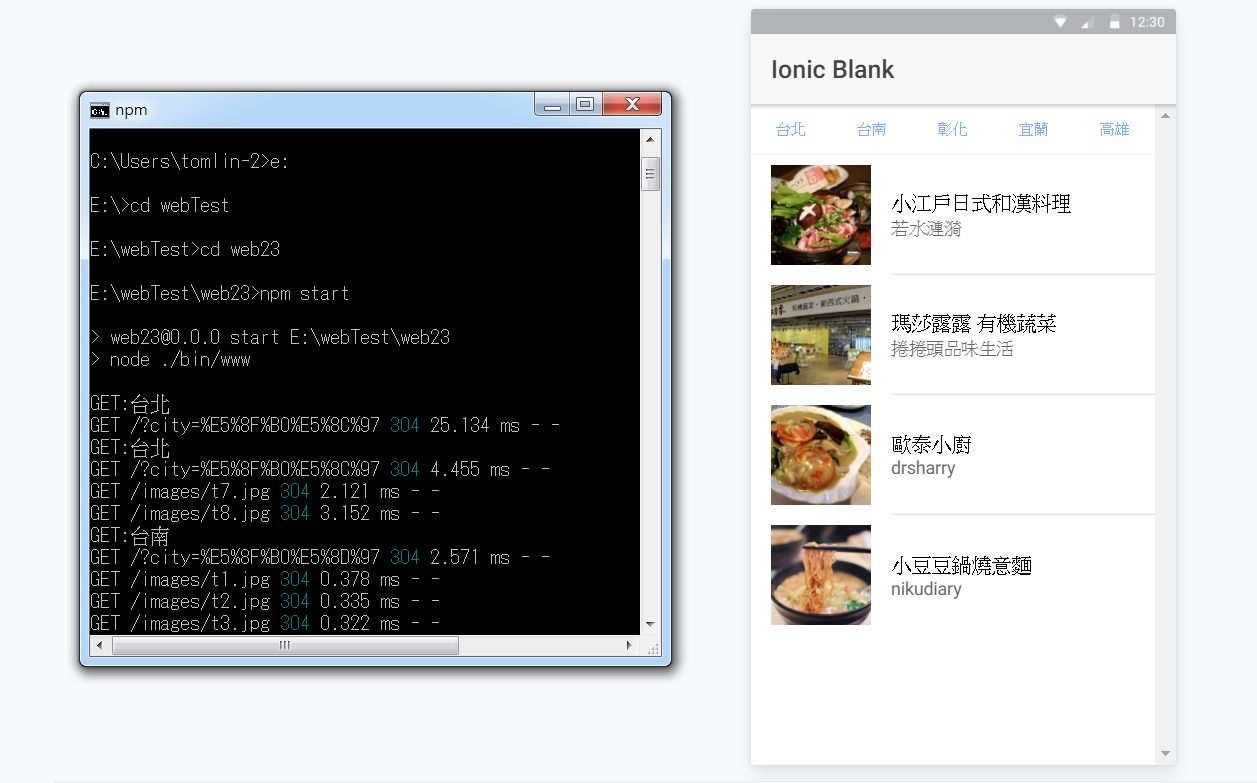 npm
C:\Users\tomlin-2>e:
E:\>cd webTest
E:\webTest>cd web23
E:\webTest\web23>npm start
> web23@0.0.0 start E:\webTest\web23
> node ./bin/www
GET:台北
GET /?city=%E5%8F%B0%E5%8C%97 304 25.134 ms - -
GET:台北
GET /?city=%E5%8F%B0%E5%8C%97 304 4.455 ms - -
GET /images/t7.jpg 304 2.121 ms - -
GET /images/t8.jpg 304 3.152 ms - -
GET:台南
GET /?city=%E5%8F%B0%E5%8D%97 304 2.571 ms - -
GET /images/t1.jpg 304 0.378 ms - -
GET /images/t2.jpg 304 0.335 ms - -
GET /images/t3.jpg 304 0.322 ms - -
12:30
Ionic Blank
台北 台南 彰化 宜蘭 高雄
小江戶日式和漢料理
若水漣漪
瑪莎露露 有機蔬菜
捲捲頭品味生活
歐泰小廚
drsharry
小豆豆鍋燒意麵
nikudiary